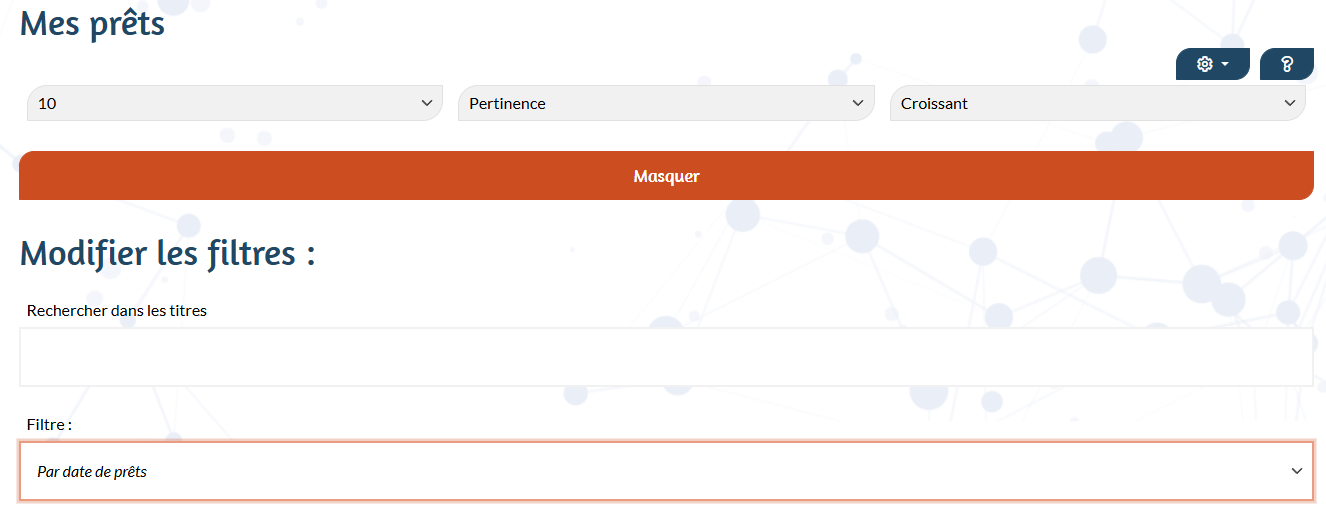 Mes prêts
10
Pertinence
Croissant
Masquer
Modifier les filtres :
Rechercher dans les titres
Filtre :
Par date de prêts